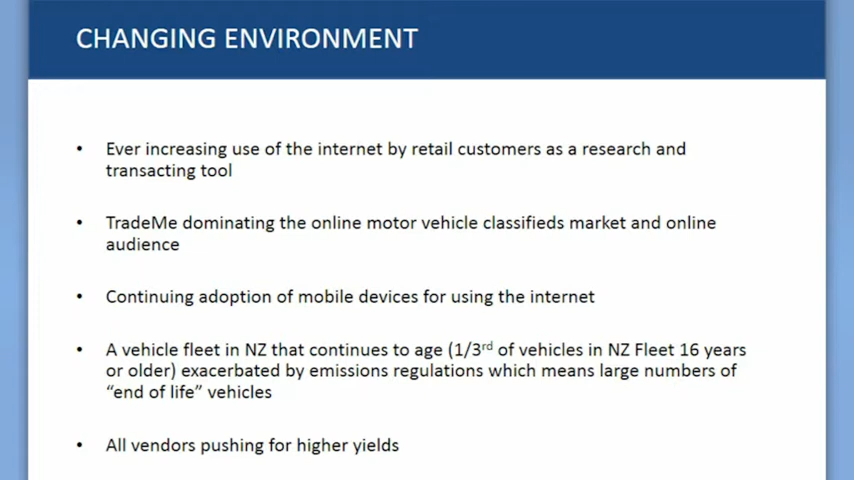 CHANGING ENVIRONMENT
• Ever increasing use of the internet by retail customers as a research and
transacting tool
• TradeMe dominating the online motor vehicle classifieds market and online
audience
• Continuing adoption of mobile devices for using the internet
• A vehicle fleet in NZ that continues to age (1/3rd of vehicles in NZ Fleet 16 years
or older) exacerbated by emissions regulations which means large numbers of
“end of life” vehicles
• All vendors pushing for higher yields